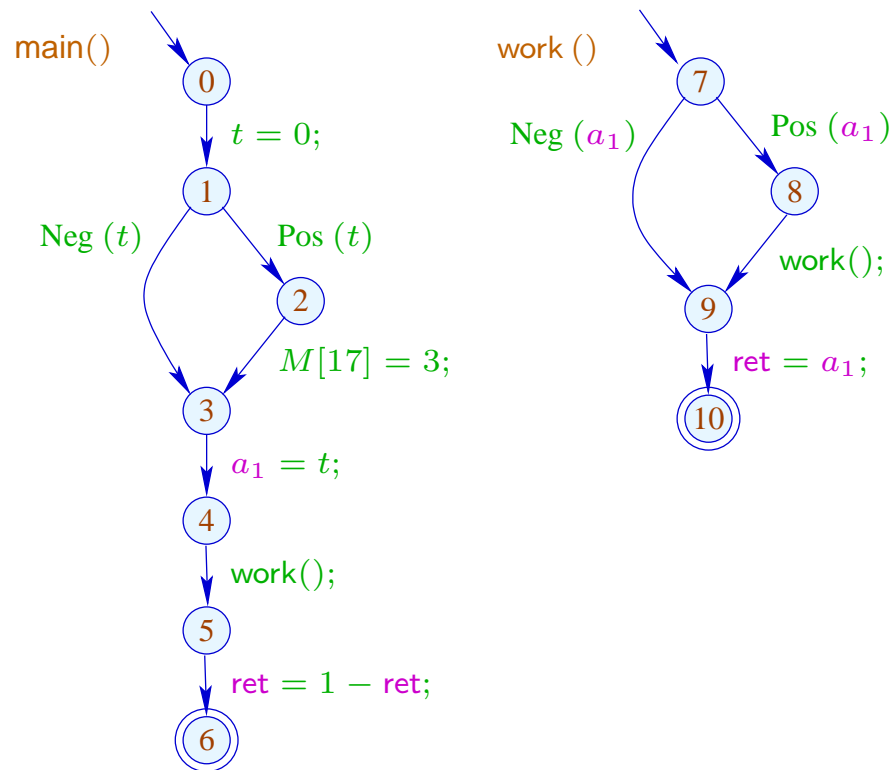 main()
0
t = 0;
1
Neg (t)
Pos (t)
2
M[17] = 3;
3
a₁ = t;
4
work();
5
ret = 1 − ret;
6
work ()
7
Neg (a₁)
Pos (a₁)
8
work();
9
ret = a₁;
10